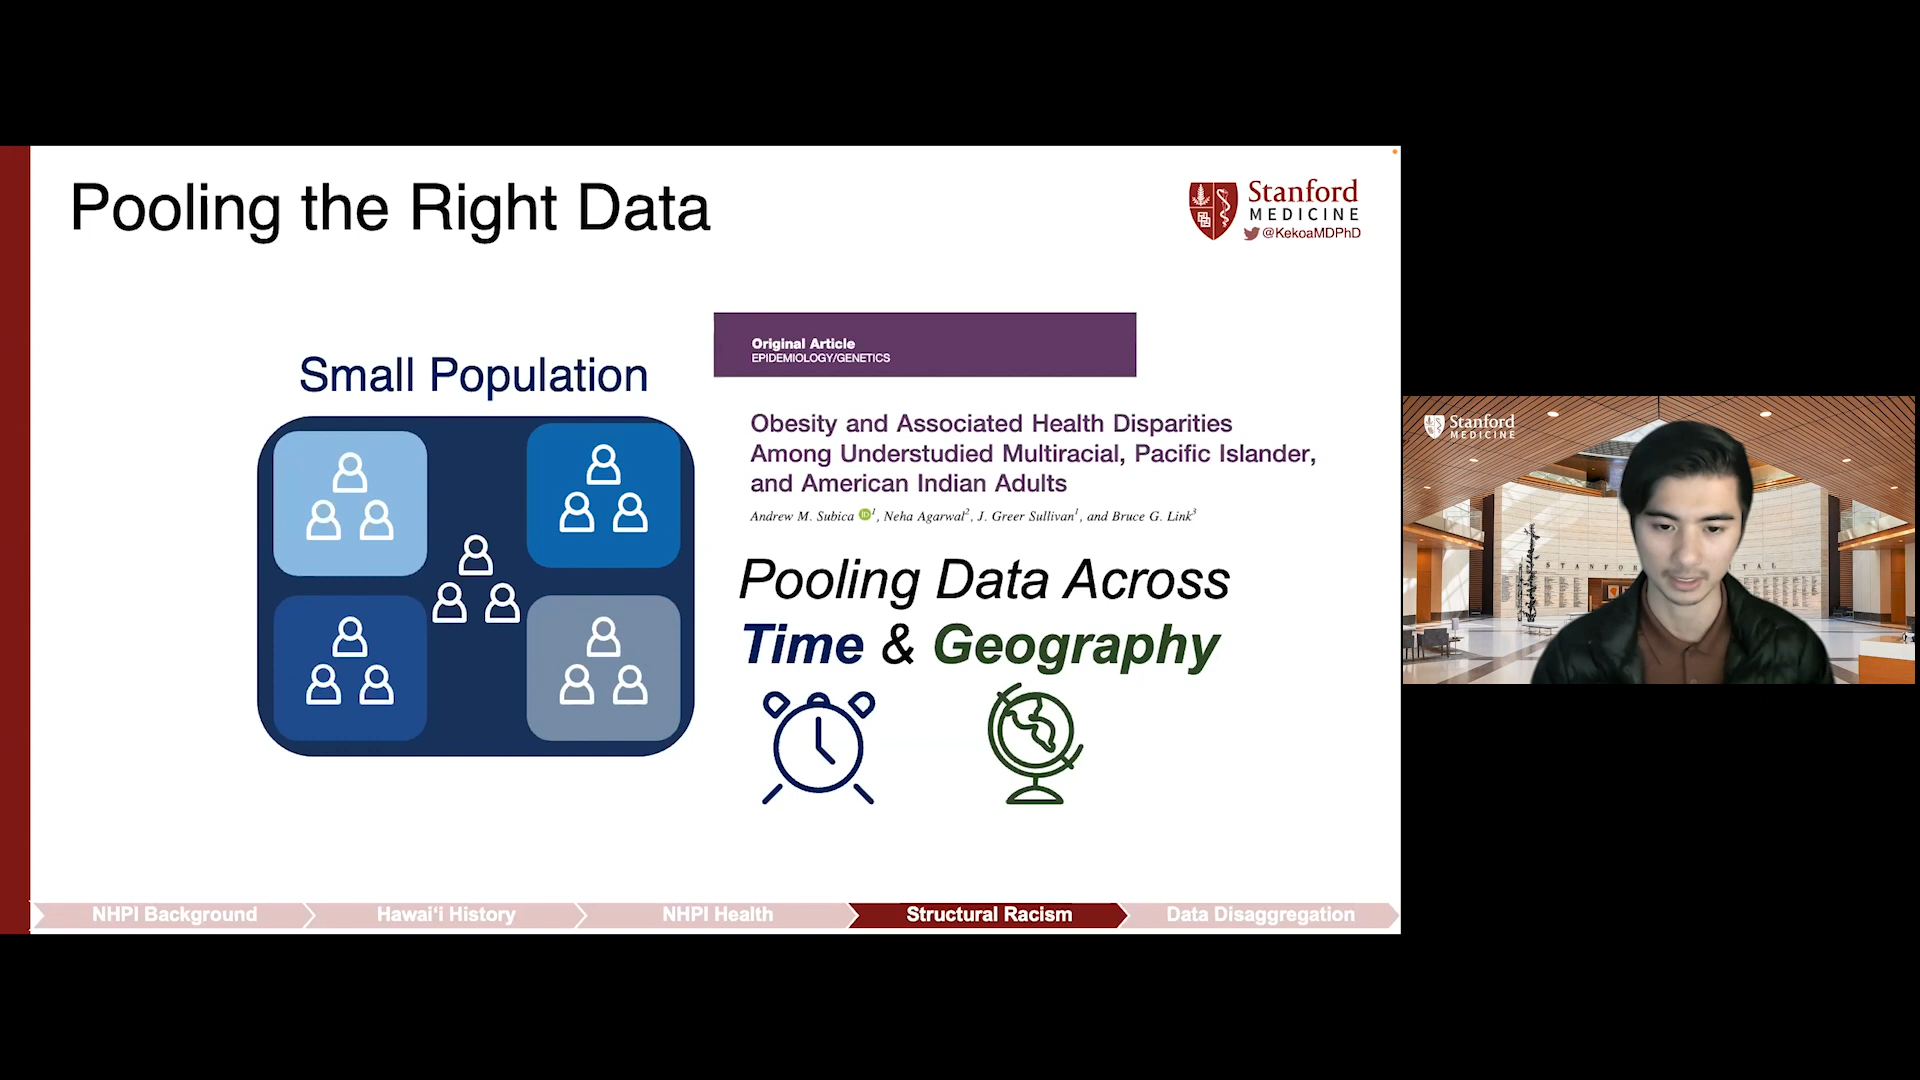 Pooling the Right Data
Stanford
MEDICINE
@KekoaMDPhD
Small Population
Original Article
EPIDEMIOLOGY/GENETICS
Obesity and Associated Health Disparities
Among Understudied Multiracial, Pacific Islander,
and American Indian Adults
Andrew M. Subica iD 1, Neha Agarwal2, J. Greer Sullivan1, and Bruce G. Link3
Pooling Data Across
Time & Geography
NHPI Background
Hawai‘i History
NHPI Health
Structural Racism
Data Disaggregation
Stanford
MEDICINE